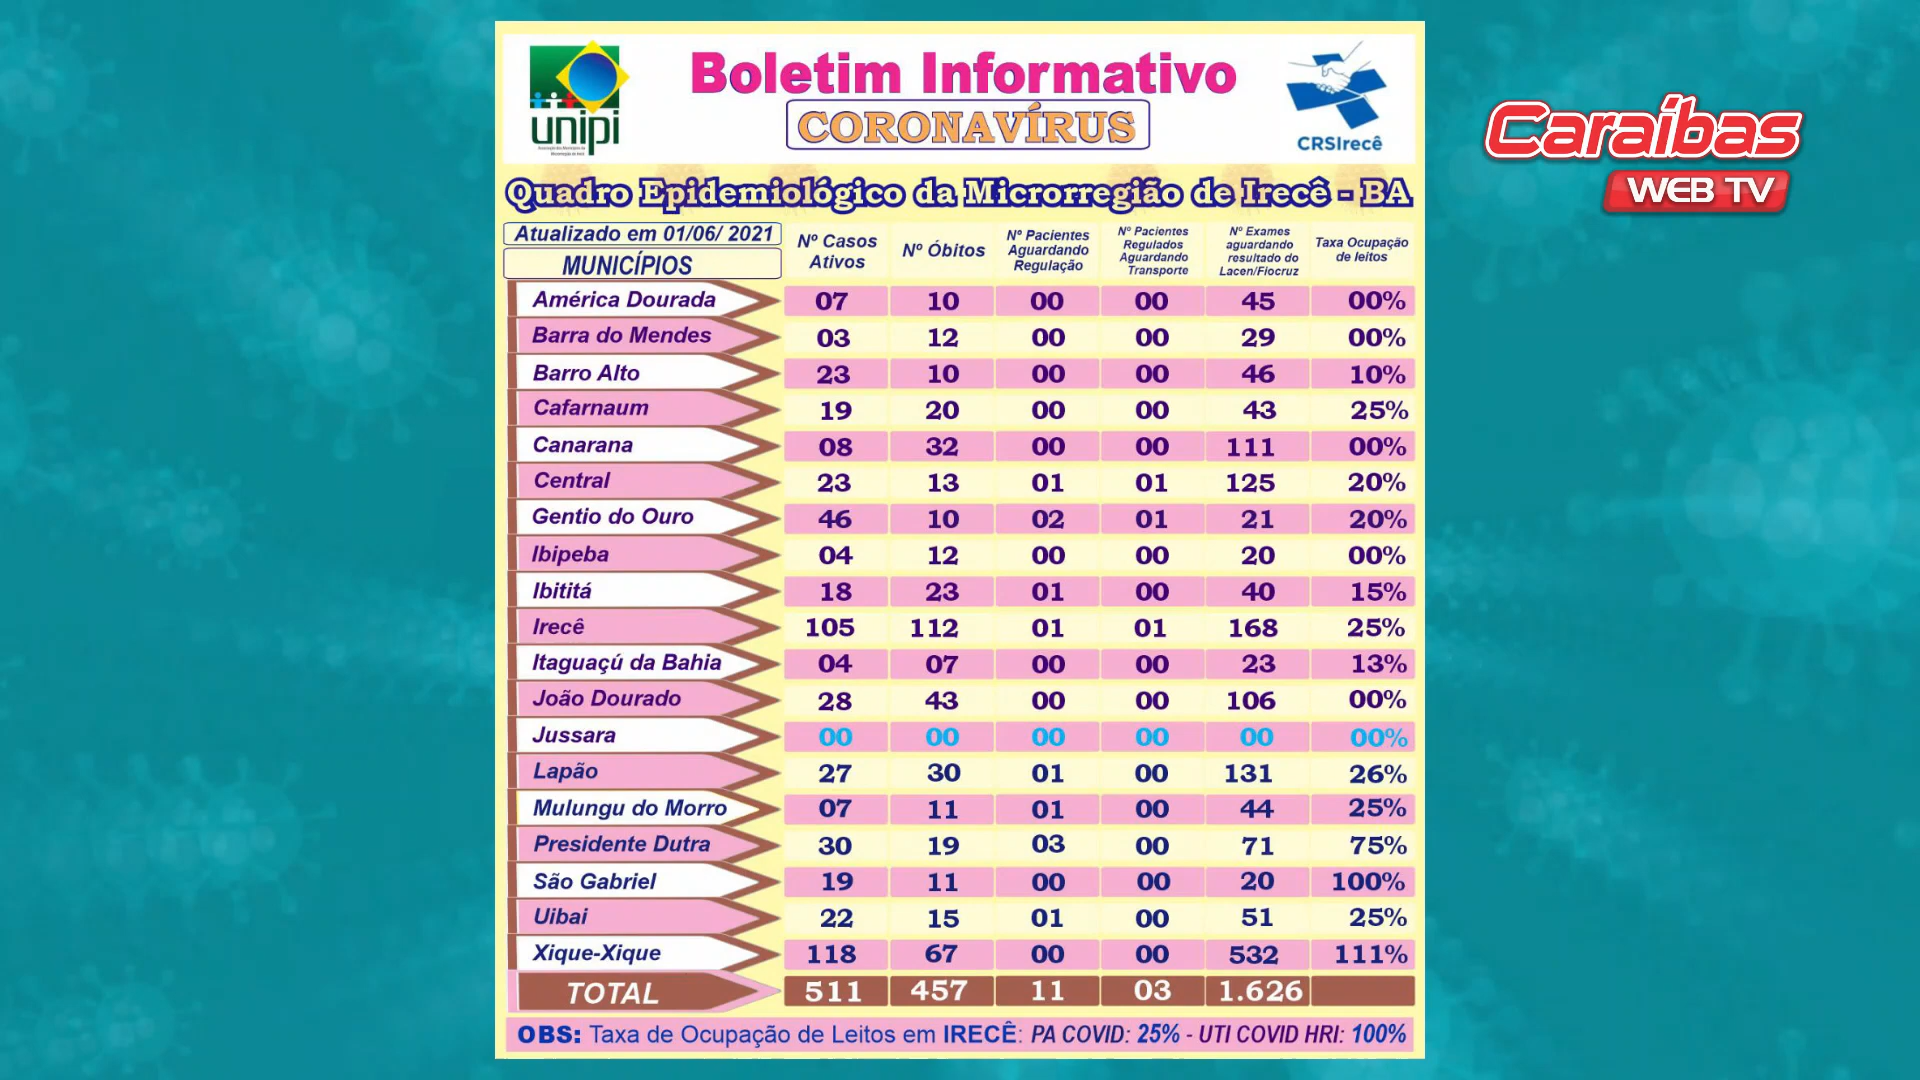 unipi
Boletim Informativo
CORONAVÍRUS
CRSIrecê
Caraíbas
WEB TV
Quadro Epidemiológico da Microrregião de Irecê - BA
Atualizado em 01/06/ 2021
MUNICÍPIOS
Nº Casos Ativos
Nº Óbitos
Nº Pacientes Aguardando Regulação
Nº Pacientes Regulados Aguardando Transporte
Nº Exames aguardando resultado do Lacen/Fiocruz
Taxa Ocupação de leitos
América Dourada 07 10 00 00 45 00%
Barra do Mendes 03 12 00 00 29 00%
Barro Alto 23 10 00 00 46 10%
Cafarnaum 19 20 00 00 43 25%
Canarana 08 32 00 00 111 00%
Central 23 13 01 01 125 20%
Gentio do Ouro 46 10 02 01 21 20%
Ibipeba 04 12 00 00 20 00%
Ibititá 18 23 01 00 40 15%
Irecê 105 112 01 01 168 25%
Itaguaçú da Bahia 04 07 00 00 23 13%
João Dourado 28 43 00 00 106 00%
Jussara 00 00 00 00 00 00%
Lapão 27 30 01 00 131 26%
Mulungu do Morro 07 11 01 00 44 25%
Presidente Dutra 30 19 03 00 71 75%
São Gabriel 19 11 00 00 20 100%
Uibai 22 15 01 00 51 25%
Xique-Xique 118 67 00 00 532 111%
TOTAL 511 457 11 03 1.626
OBS: Taxa de Ocupação de Leitos em IRECÊ: PA COVID: 25% - UTI COVID HRI: 100%